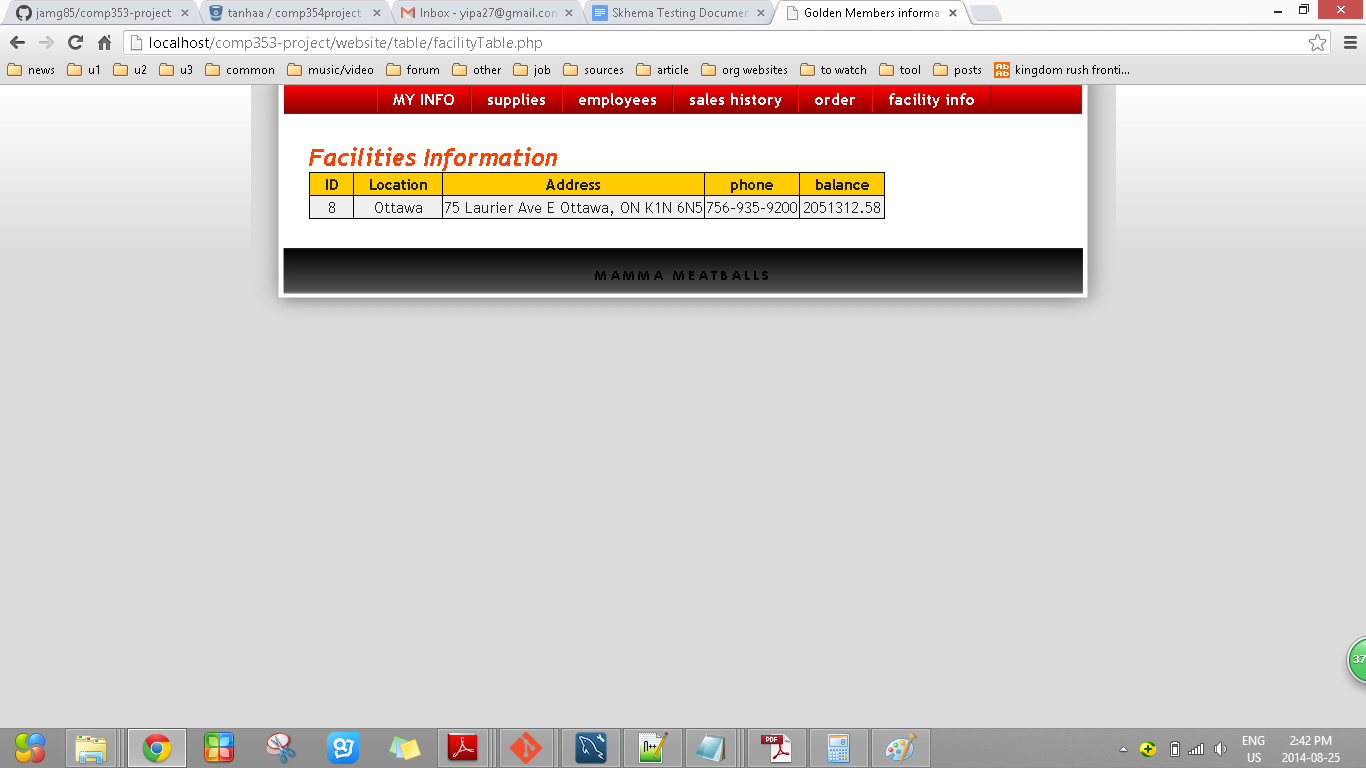 jamg85/comp353-project
tanhaa / comp354project
Inbox - yipa27@gmail.com
Skhema Testing Documen
Golden Members informa
localhost/comp353-project/website/table/facilityTable.php
news u1 u2 u3 common music/video forum other job sources article org websites to watch tool posts kingdom rush fronti...
MY INFO supplies employees sales history order facility info
Facilities Information
ID Location Address phone balance
8 Ottawa 75 Laurier Ave E Ottawa, ON K1N 6N5 756-935-9200 2051312.58
MAMMA MEATBALLS
37
ENG 2:42 PM
US 2014-08-25